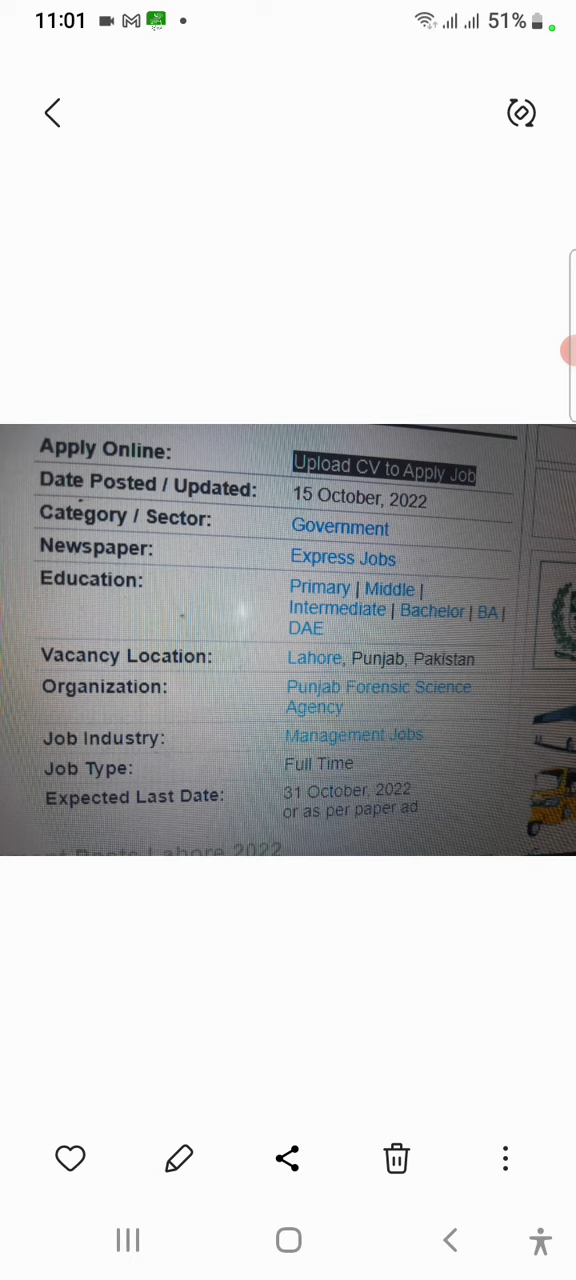 11:01
51%
Apply Online: Upload CV to Apply Job
Date Posted / Updated: 15 October, 2022
Category / Sector: Government
Newspaper: Express Jobs
Education: Primary | Middle |
Intermediate | Bachelor | BA |
DAE
Vacancy Location: Lahore, Punjab, Pakistan
Organization: Punjab Forensic Science
Agency
Job Industry: Management Jobs
Job Type: Full Time
Expected Last Date: 31 October, 2022
or as per paper ad
Lahore 2022